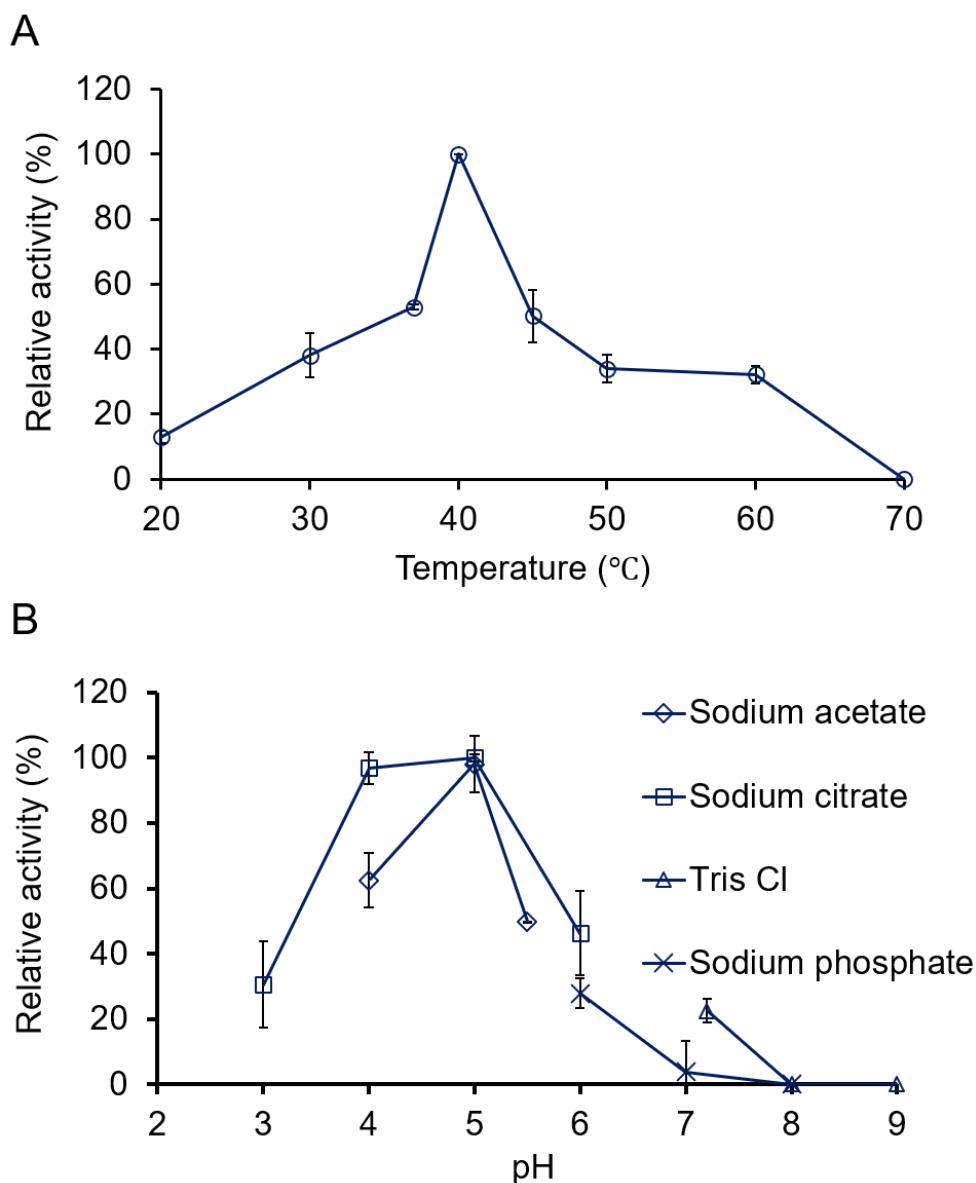 A
120
100
80
60
40
20
0
Relative activity (%)
20 30 40 50 60 70
Temperature (℃)
B
120
100
80
60
40
20
0
Relative activity (%)
2 3 4 5 6 7 8 9
pH
Sodium acetate
Sodium citrate
Tris Cl
Sodium phosphate